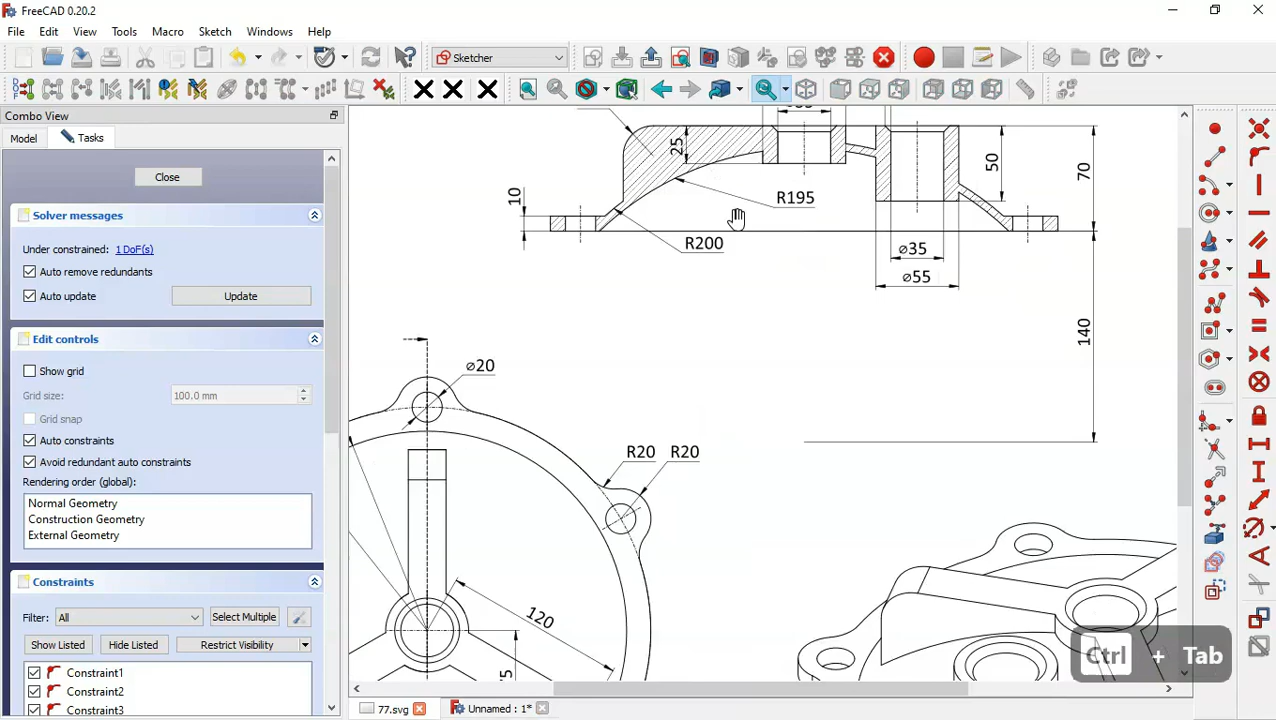 FreeCAD 0.20.2
File Edit View Tools Macro Sketch Windows Help
Sketcher
Combo View
Model Tasks
Close
Solver messages
Under constrained: 1 DoF(s)
Auto remove redundants
Auto update Update
Edit controls
Show grid
Grid size: 100.0 mm
Grid snap
Auto constraints
Avoid redundant auto constraints
Rendering order (global):
Normal Geometry
Construction Geometry
External Geometry
Constraints
Filter: All Select Multiple
Show Listed Hide Listed Restrict Visibility
Constraint1
Constraint2
Constraint3
25
50
70
10
R195
R200
⌀35
⌀55
140
⌀20
R20 R20
120
Ctrl + Tab
77.svg Unnamed : 1*